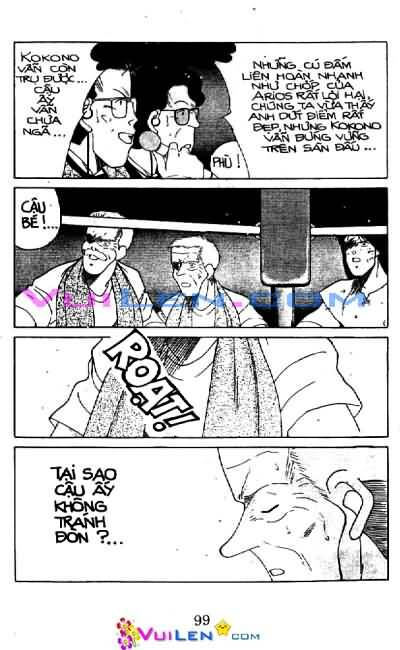 KOKONO
VẪN CÒN
TRỤ ĐƯỢC...
CẬU
ẤY
VẪN
CHƯA
NGÃ...
NHỮNG CÚ ĐẤM
LIÊN HOÀN NHANH
NHƯ CHỚP CỦA
ARIOS RẤT LỢI HẠI,
CHÚNG TA VỪA THẤY
ANH DỨT ĐIỂM RẤT
ĐẸP, NHƯNG KOKONO
VẪN ĐỨNG VỮNG
TRÊN SÀN ĐẤU...
PHÙ!
CẬU
BÉ!...
VUILEN.COM
ROẠT!
TẠI SAO
CẬU ẤY
KHÔNG
TRÁNH
ĐÒN?...
99
VUILEN.COM